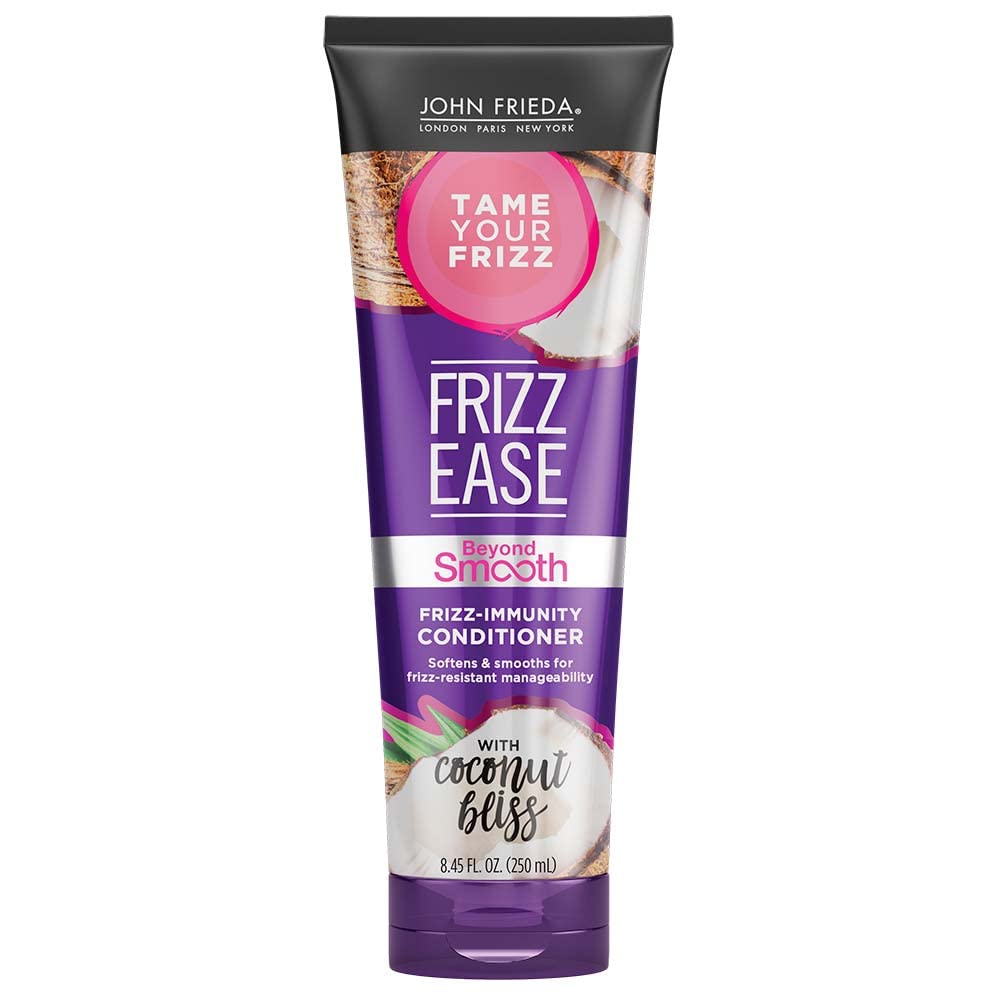 JOHN FRIEDA®
LONDON PARIS NEW YORK
TAME
YOUR
FRIZZ
FRIZZ
EASE
Beyond
Smooth
FRIZZ-IMMUNITY
CONDITIONER
Softens & smooths for
frizz-resistant manageability
WITH
coconut
bliss
8.45 FL. OZ. (250 mL)